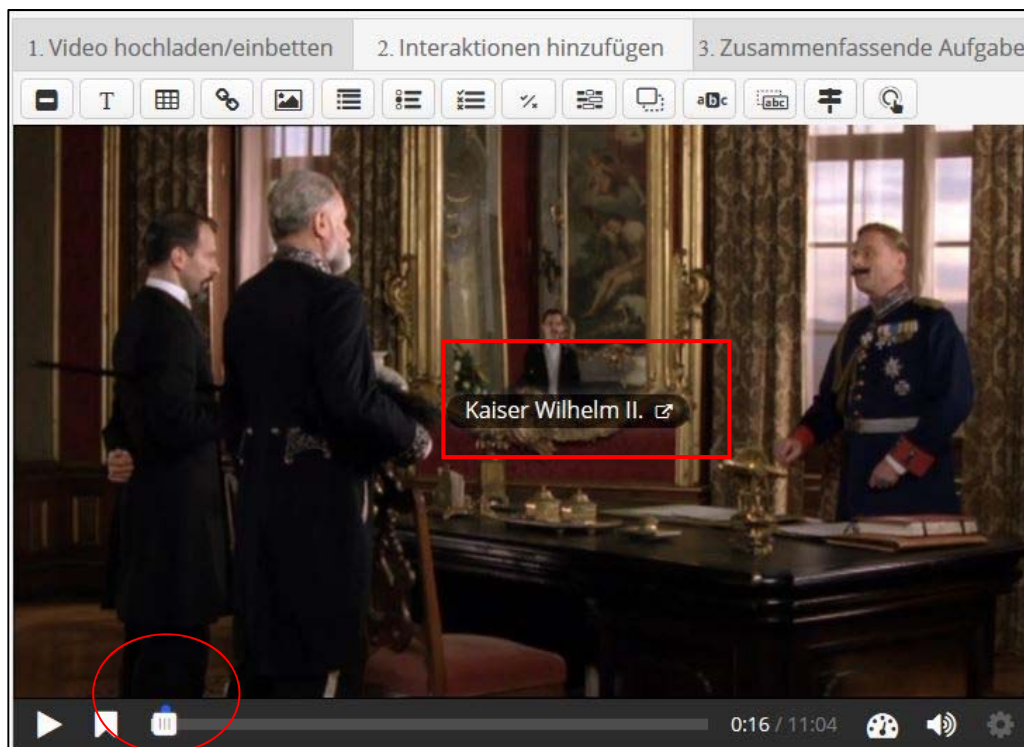 1. Video hochladen/einbetten 2. Interaktionen hinzufügen 3. Zusammenfassende Aufgabe
T abc abc
Kaiser Wilhelm II.
0:16 / 11:04